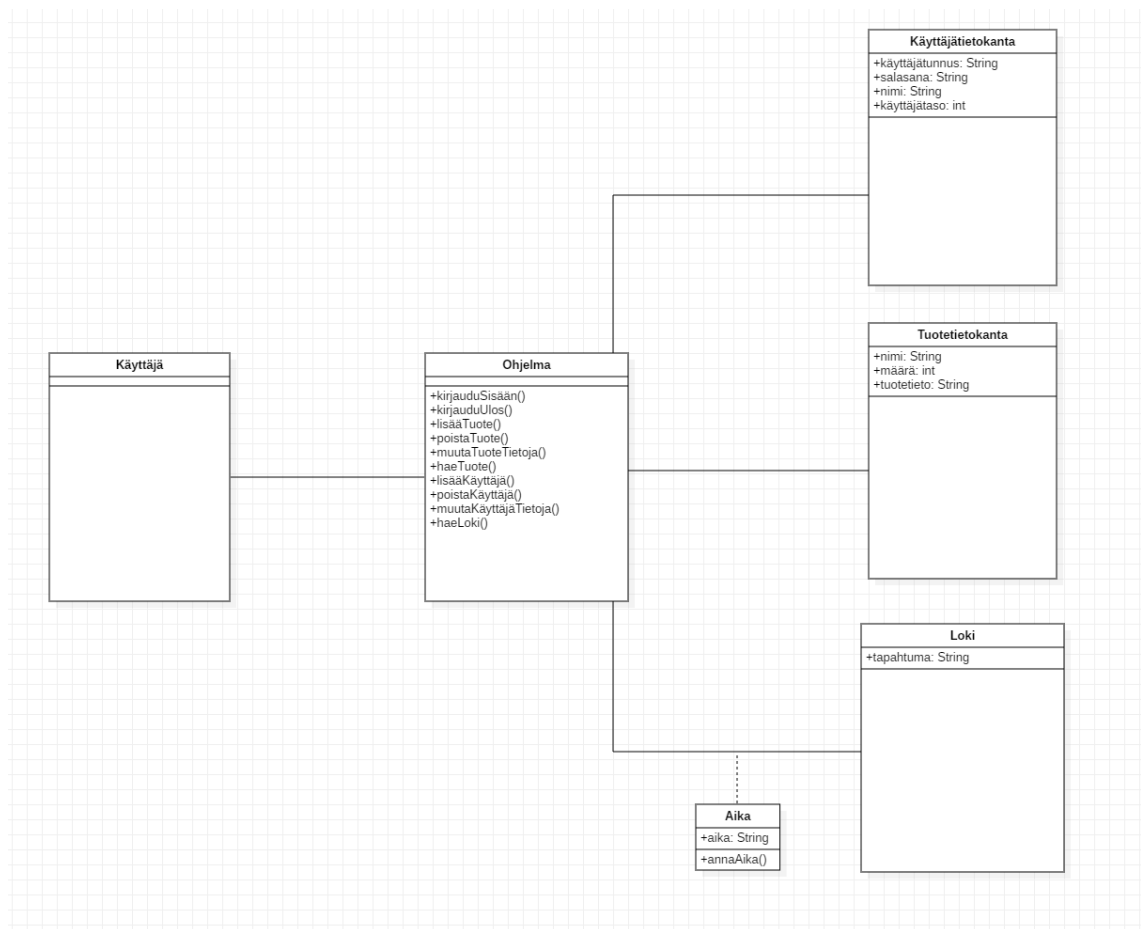 Käyttäjätietokanta
+käyttäjätunnus: String
+salasana: String
+nimi: String
+käyttäjätaso: int
Tuotetietokanta
+nimi: String
+määrä: int
+tuotetieto: String
Käyttäjä
Ohjelma
+kirjauduSisään()
+kirjauduUlos()
+lisääTuote()
+poistaTuote()
+muutaTuoteTietoja()
+haeTuote()
+lisääKäyttäjä()
+poistaKäyttäjä()
+muutaKäyttäjäTietoja()
+haeLoki()
Loki
+tapahtuma: String
Aika
+aika: String
+annaAika()